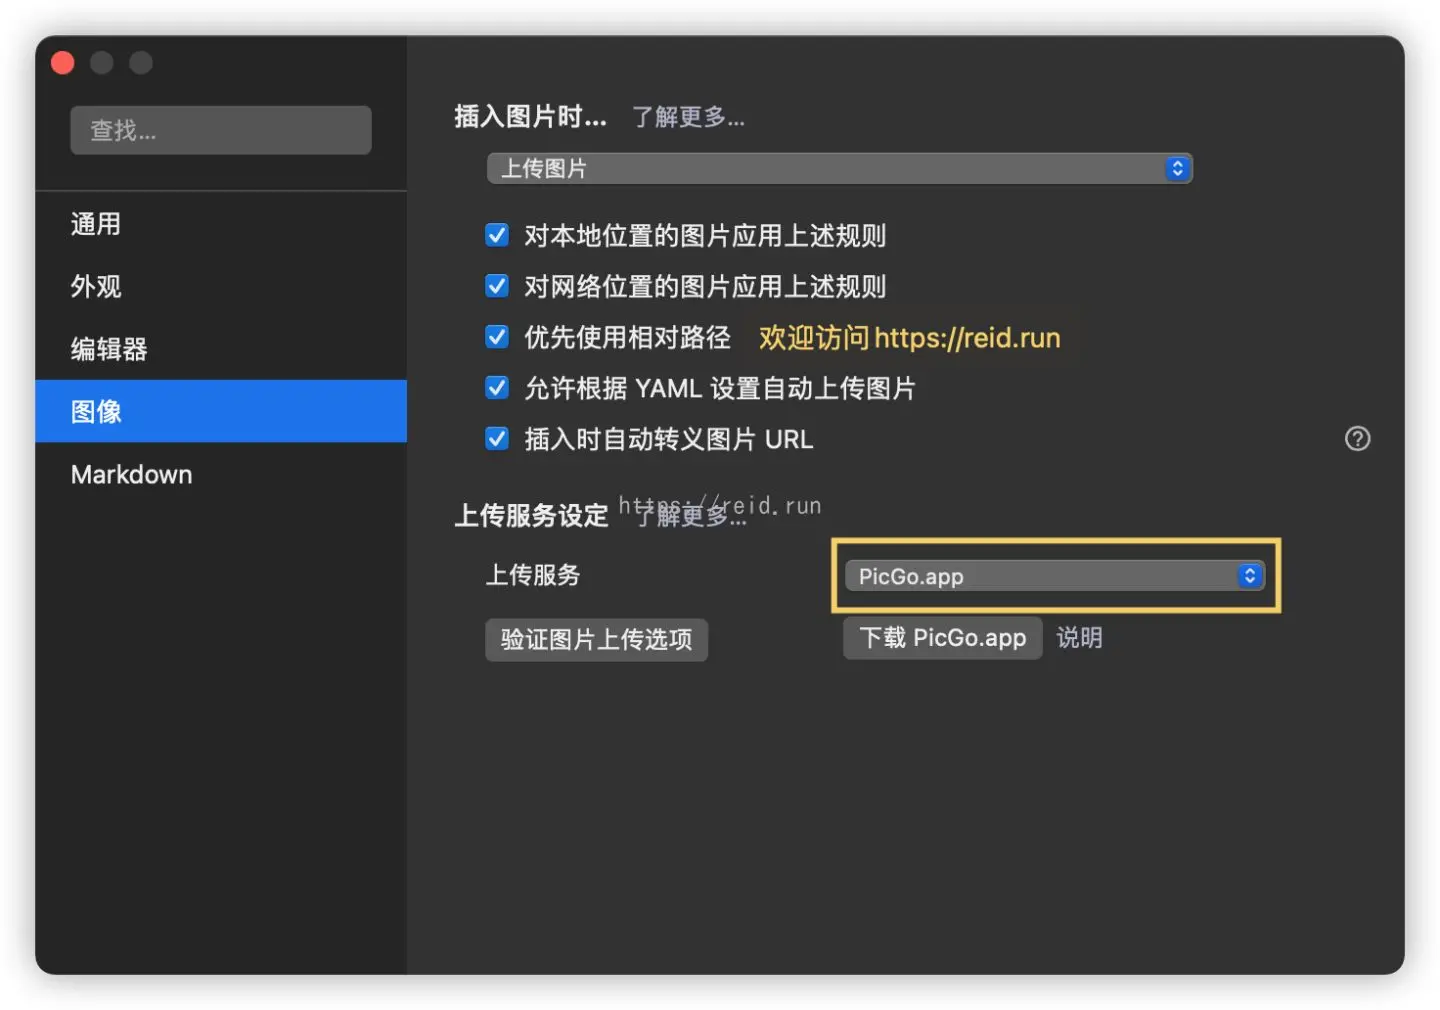 查找...
通用
外观
编辑器
图像
Markdown
插入图片时... 了解更多...
上传图片
对本地位置的图片应用上述规则
对网络位置的图片应用上述规则
优先使用相对路径 欢迎访问https://reid.run
允许根据 YAML 设置自动上传图片
插入时自动转义图片 URL
https://reid.run
上传服务设定 了解更多...
上传服务 PicGo.app
验证图片上传选项 下载 PicGo.app 说明